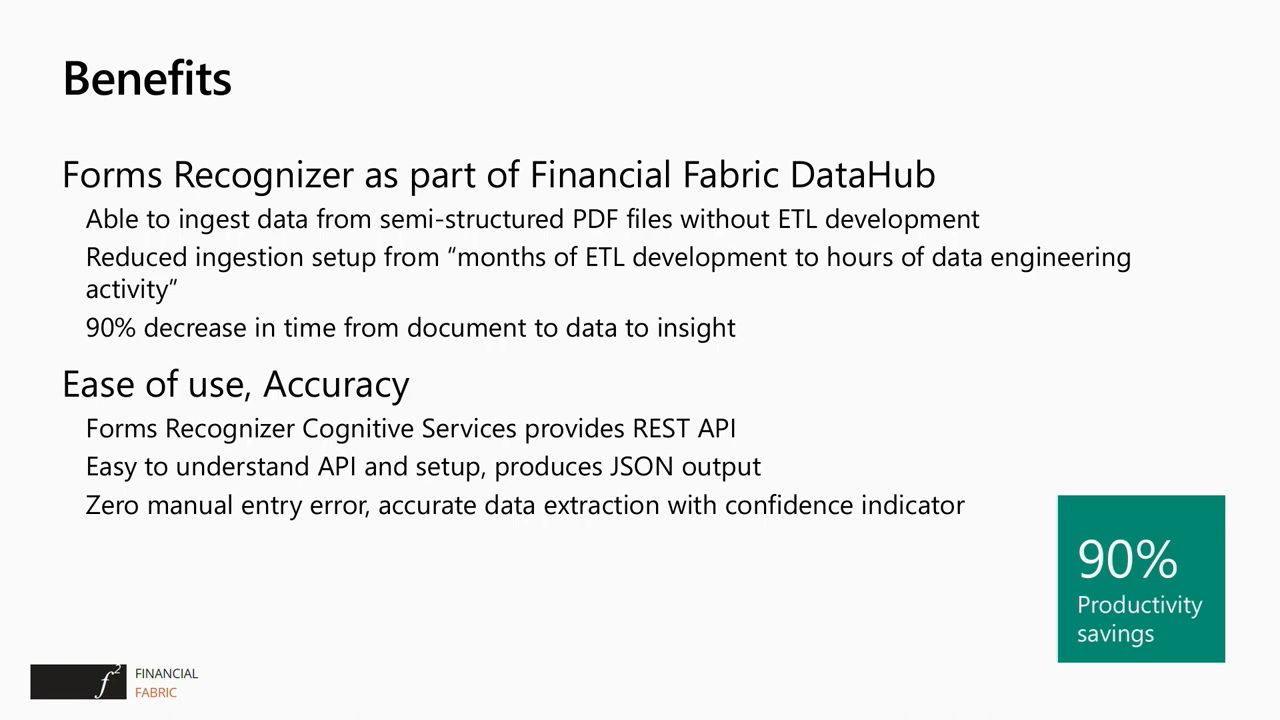 Benefits
Forms Recognizer as part of Financial Fabric DataHub
Able to ingest data from semi-structured PDF files without ETL development
Reduced ingestion setup from “months of ETL development to hours of data engineering
activity”
90% decrease in time from document to data to insight
Ease of use, Accuracy
Forms Recognizer Cognitive Services provides REST API
Easy to understand API and setup, produces JSON output
Zero manual entry error, accurate data extraction with confidence indicator
90%
Productivity
savings
f²
FINANCIAL
FABRIC